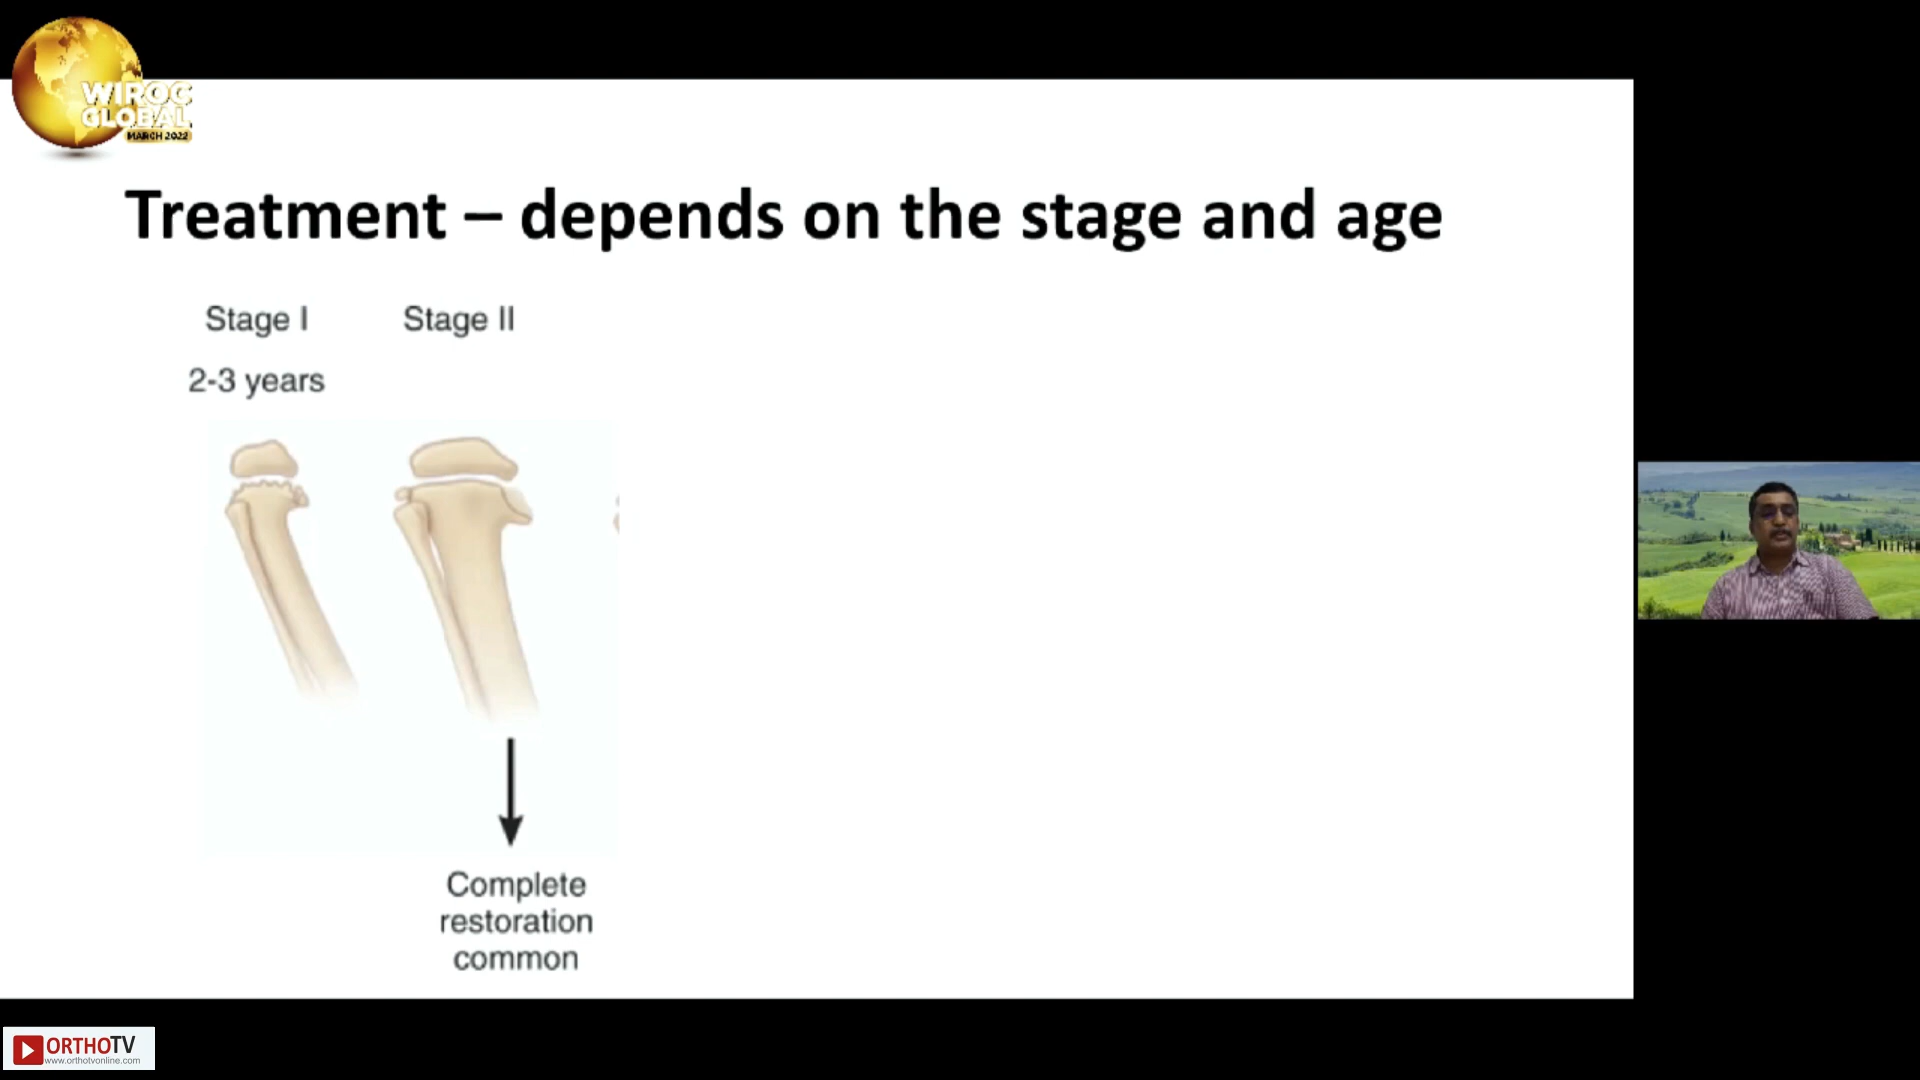 WIROC
GLOBAL
MARCH 2022
Treatment – depends on the stage and age
Stage I
Stage II
2-3 years
Complete
restoration
common
ORTHOTV
www.orthotvonline.com